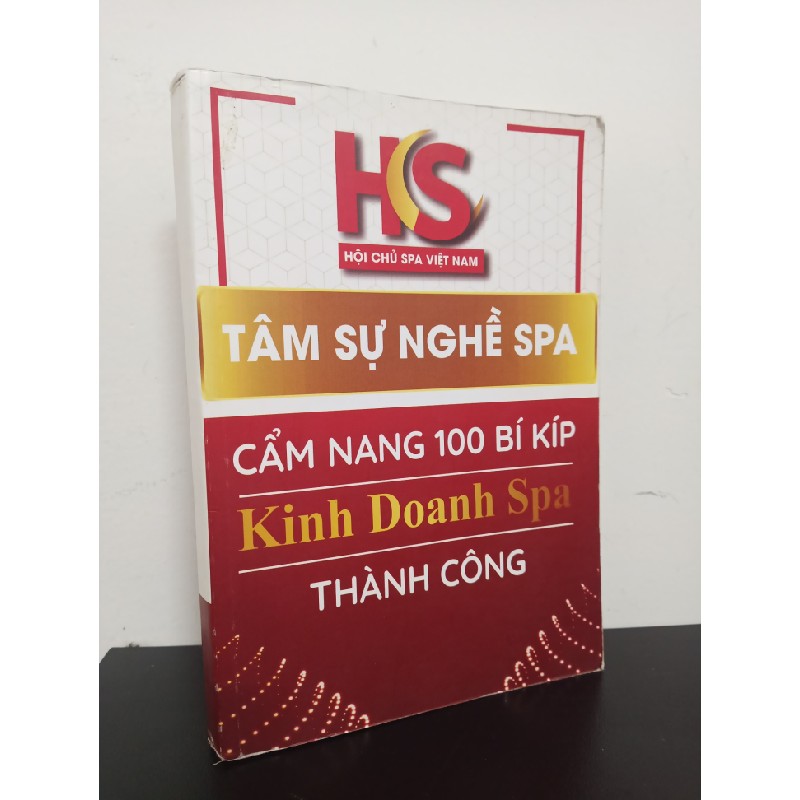 HCS
HỘI CHỦ SPA VIỆT NAM
TÂM SỰ NGHỀ SPA
CẨM NANG 100 BÍ KÍP
Kinh Doanh Spa
THÀNH CÔNG